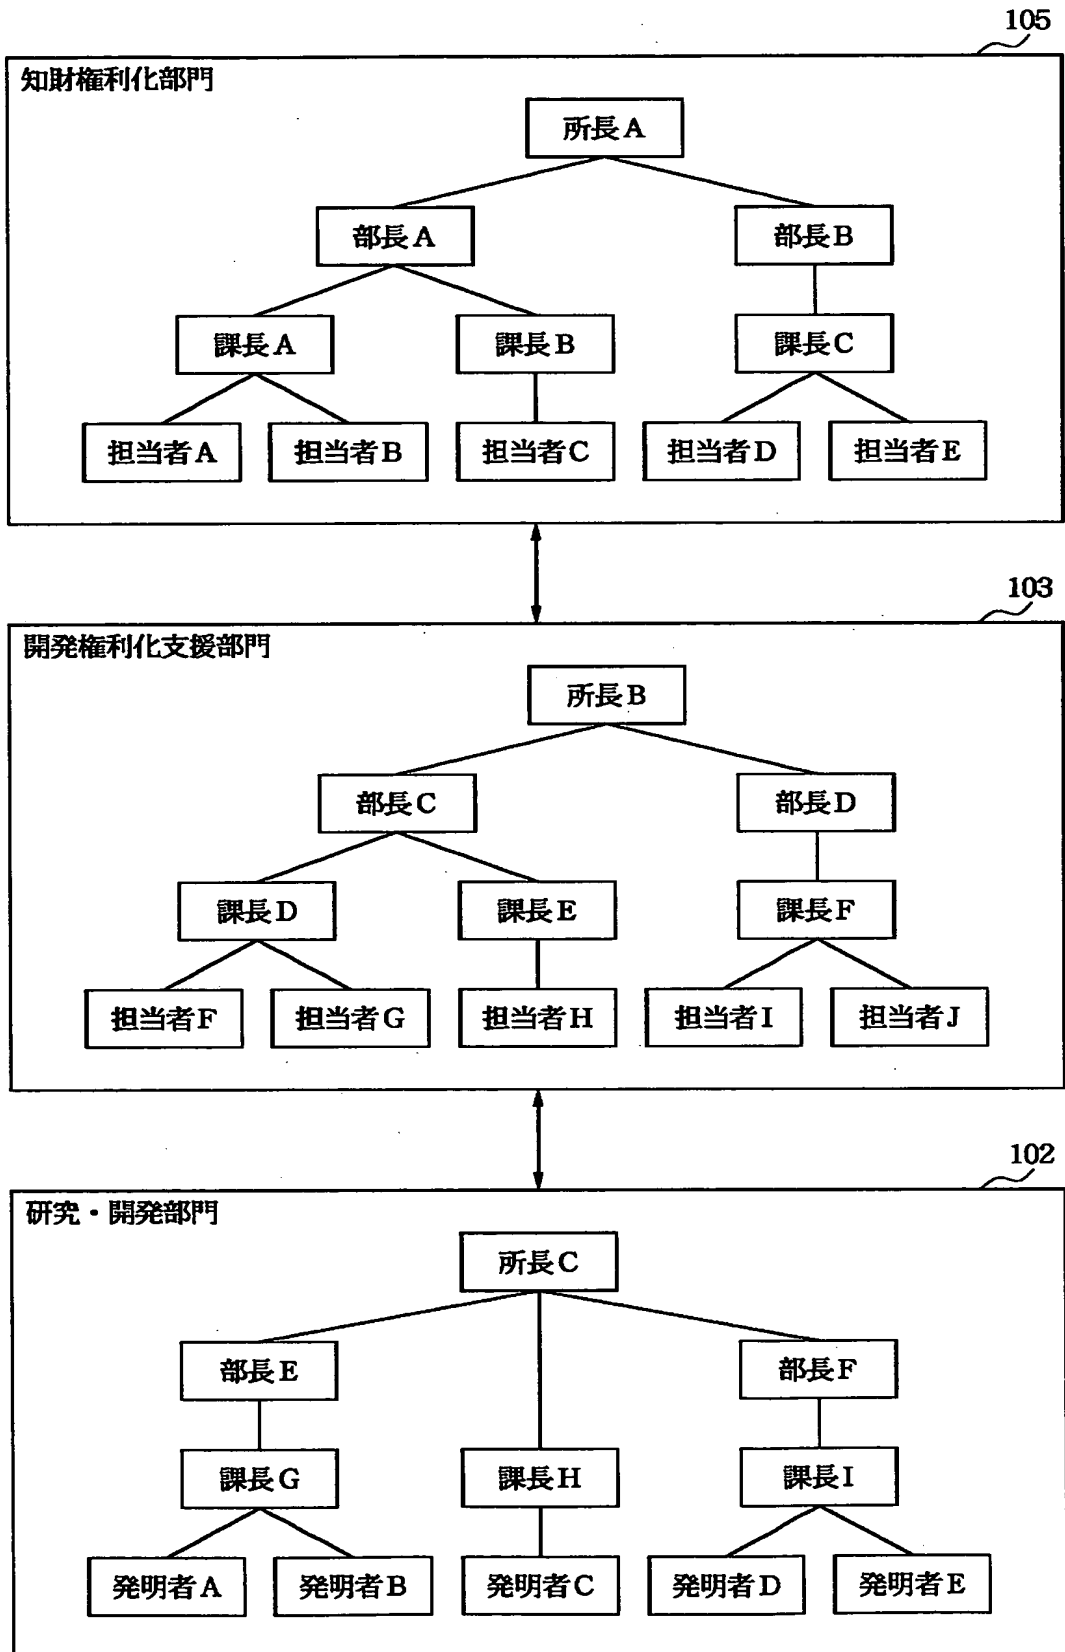 105
知財権利化部門
所長A
部長A
部長B
課長A
課長B
課長C
担当者A
担当者B
担当者C
担当者D
担当者E
103
開発権利化支援部門
所長B
部長C
部長D
課長D
課長E
課長F
担当者F
担当者G
担当者H
担当者I
担当者J
102
研究・開発部門
所長C
部長E
部長F
課長G
課長H
課長I
発明者A
発明者B
発明者C
発明者D
発明者E